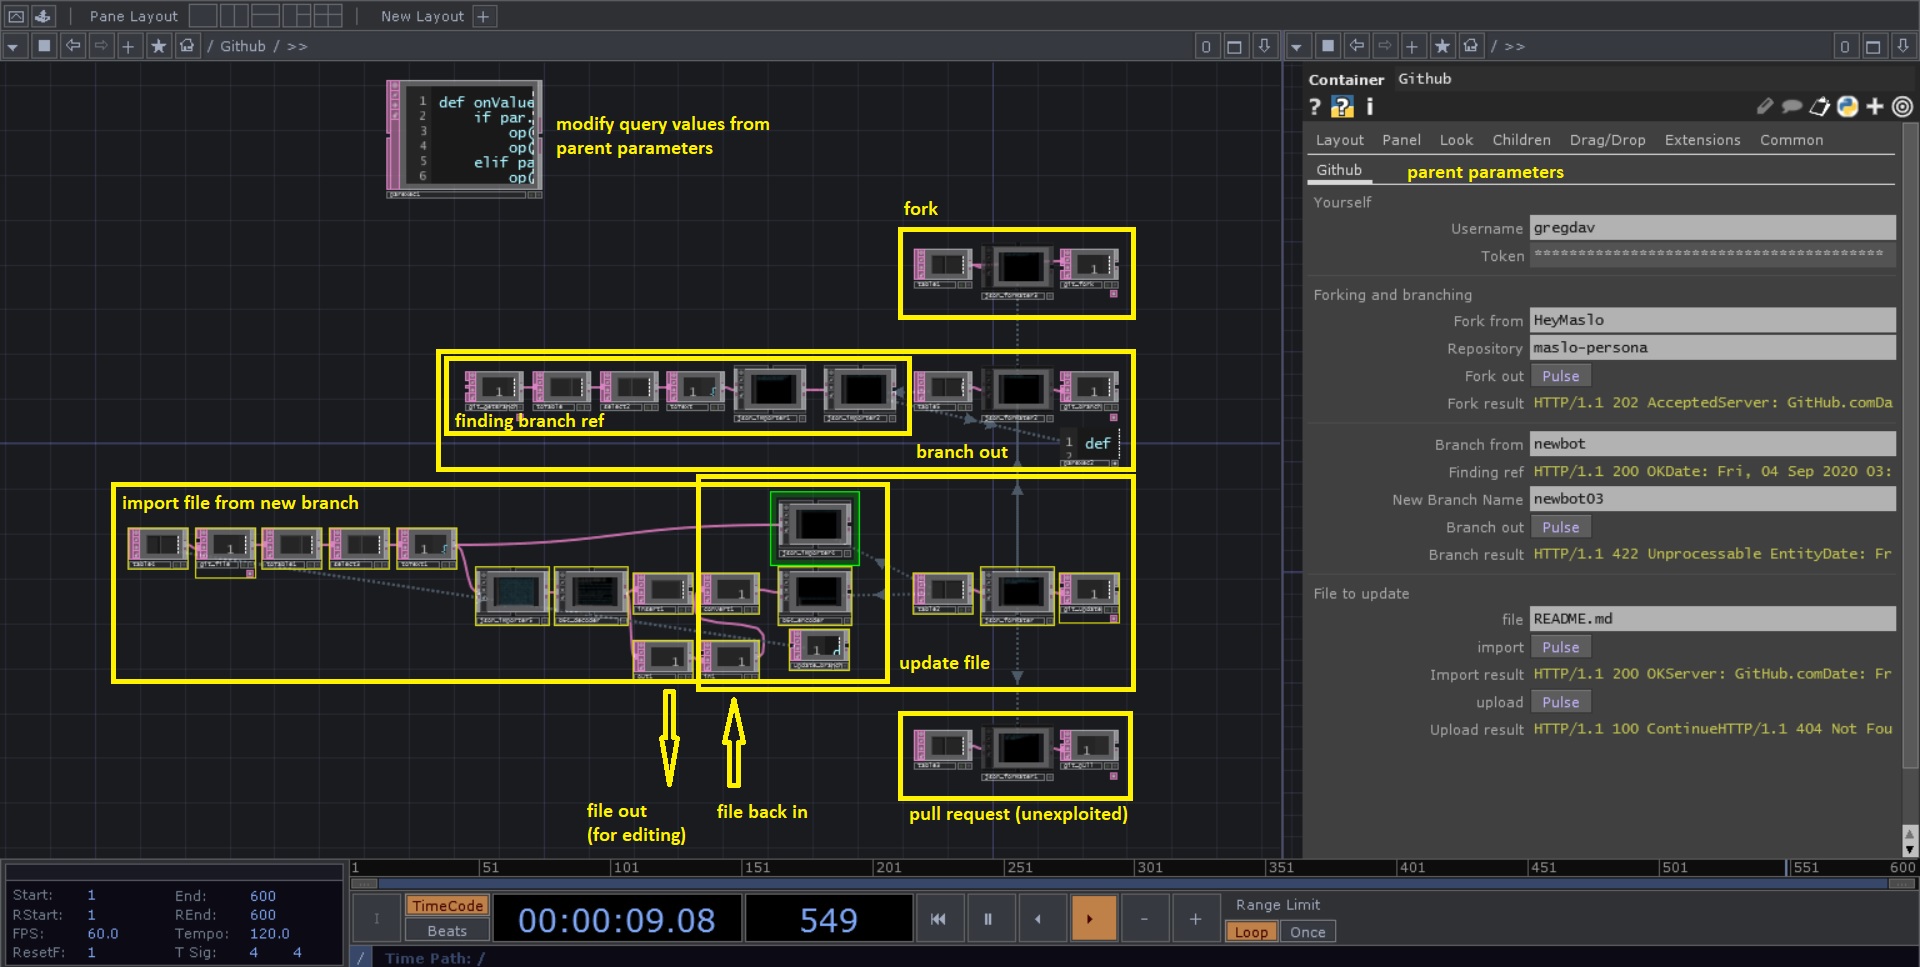 Pane Layout
New Layout +
/ Github / >>
0
/ >>
0
1 def onValue
2 if par.
3 op(
4 op(
5 elif pa
6 op(
parexec1
modify query values from
parent parameters
fork
table1
git_fork
1
finding branch ref
branch out
1 def
2
import file from new branch
update file
file out
(for editing)
file back in
pull request (unexploited)
Container Github
? ? i
Layout Panel Look Children Drag/Drop Extensions Common
Github
parent parameters
Yourself
Username gregdav
Token ****************************************
Forking and branching
Fork from HeyMaslo
Repository maslo-persona
Fork out Pulse
Fork result HTTP/1.1 202 AcceptedServer: GitHub.comDa
Branch from newbot
Finding ref HTTP/1.1 200 OKDate: Fri, 04 Sep 2020 03:
New Branch Name newbot03
Branch out Pulse
Branch result HTTP/1.1 422 Unprocessable EntityDate: Fr
File to update
file README.md
import Pulse
Import result HTTP/1.1 200 OKServer: GitHub.comDate: Fr
upload Pulse
Upload result HTTP/1.1 100 ContinueHTTP/1.1 404 Not Fou
1 51 101 151 201 251 301 351 401 451 501 551 600
Start: 1 End: 600
RStart: 1 REnd: 600
FPS: 60.0 Tempo: 120.0
ResetF: 1 T Sig: 4 4
TimeCode
Beats
00:00:09.08
549
- +
Range Limit
Loop Once
/ Time Path: /